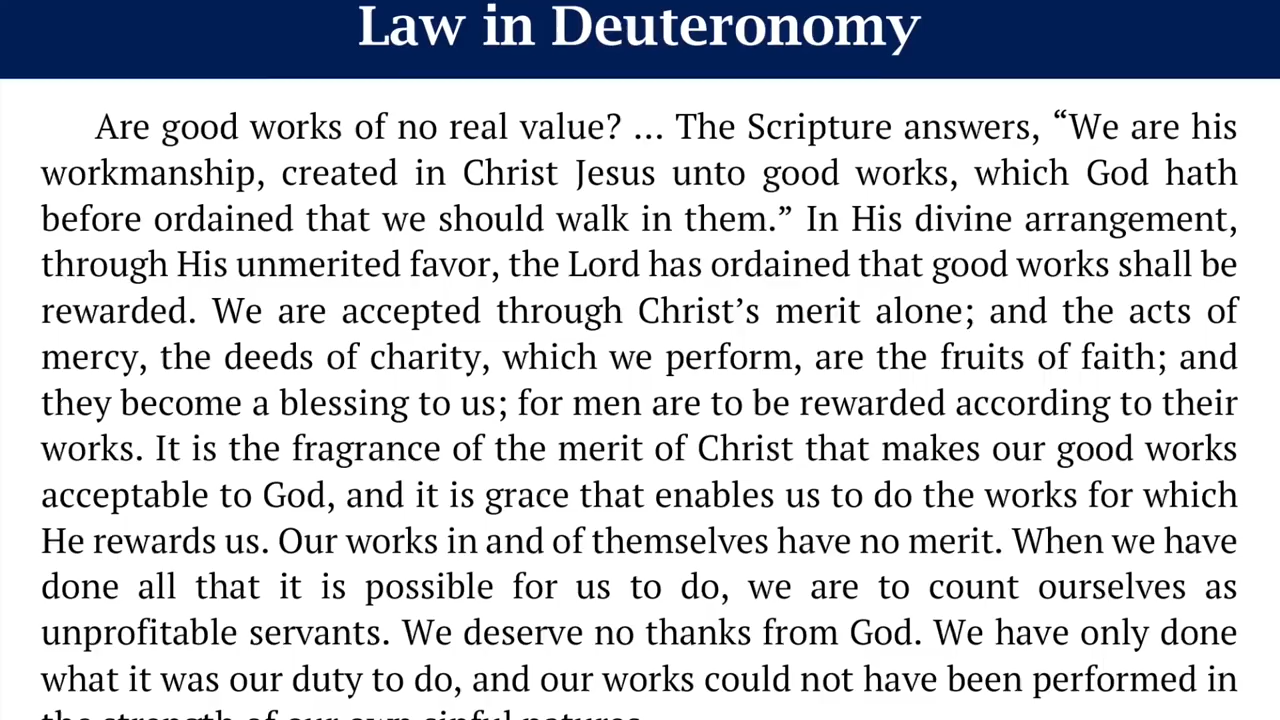 Law in Deuteronomy
Are good works of no real value? ... The Scripture answers, “We are his
workmanship, created in Christ Jesus unto good works, which God hath
before ordained that we should walk in them.” In His divine arrangement,
through His unmerited favor, the Lord has ordained that good works shall be
rewarded. We are accepted through Christ’s merit alone; and the acts of
mercy, the deeds of charity, which we perform, are the fruits of faith; and
they become a blessing to us; for men are to be rewarded according to their
works. It is the fragrance of the merit of Christ that makes our good works
acceptable to God, and it is grace that enables us to do the works for which
He rewards us. Our works in and of themselves have no merit. When we have
done all that it is possible for us to do, we are to count ourselves as
unprofitable servants. We deserve no thanks from God. We have only done
what it was our duty to do, and our works could not have been performed in
the strength of our own sinful natures.